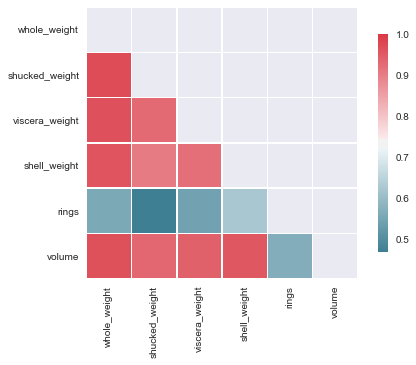 whole_weight
shucked_weight
viscera_weight
shell_weight
rings
volume
whole_weight
shucked_weight
viscera_weight
shell_weight
rings
volume
1.0
0.9
0.8
0.7
0.6
0.5